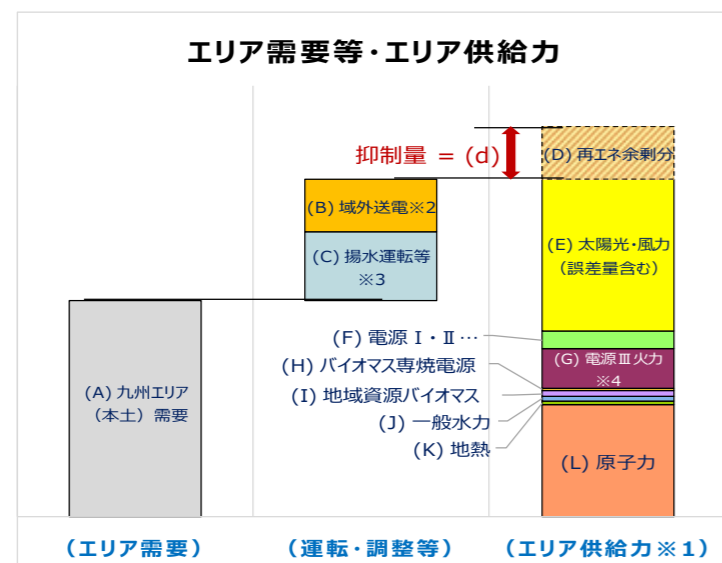 エリア需要等・エリア供給力
抑制量 = (d)
(D) 再エネ余剰分
(B) 域外送電※2
(C) 揚水運転等
※3
(E) 太陽光・風力
（誤差量含む）
(F) 電源 Ⅰ・Ⅱ…
(G) 電源Ⅲ火力
※4
(H) バイオマス専焼電源
(I) 地域資源バイオマス
(A) 九州エリア
（本土）需要
(J) 一般水力
(K) 地熱
(L) 原子力
（エリア需要）
（運転・調整等）
（エリア供給力※1）